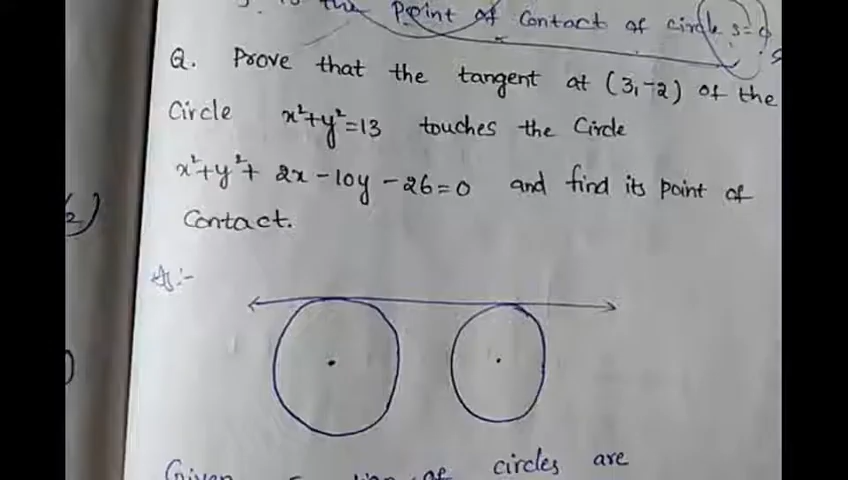 the Point of Contact of circle s=0
Q. Prove that the tangent at (3,-2) of the
Circle x²+y²=13 touches the Circle
x²+y²+ 2x -10y -26=0 and find its point of
Contact.
circles are